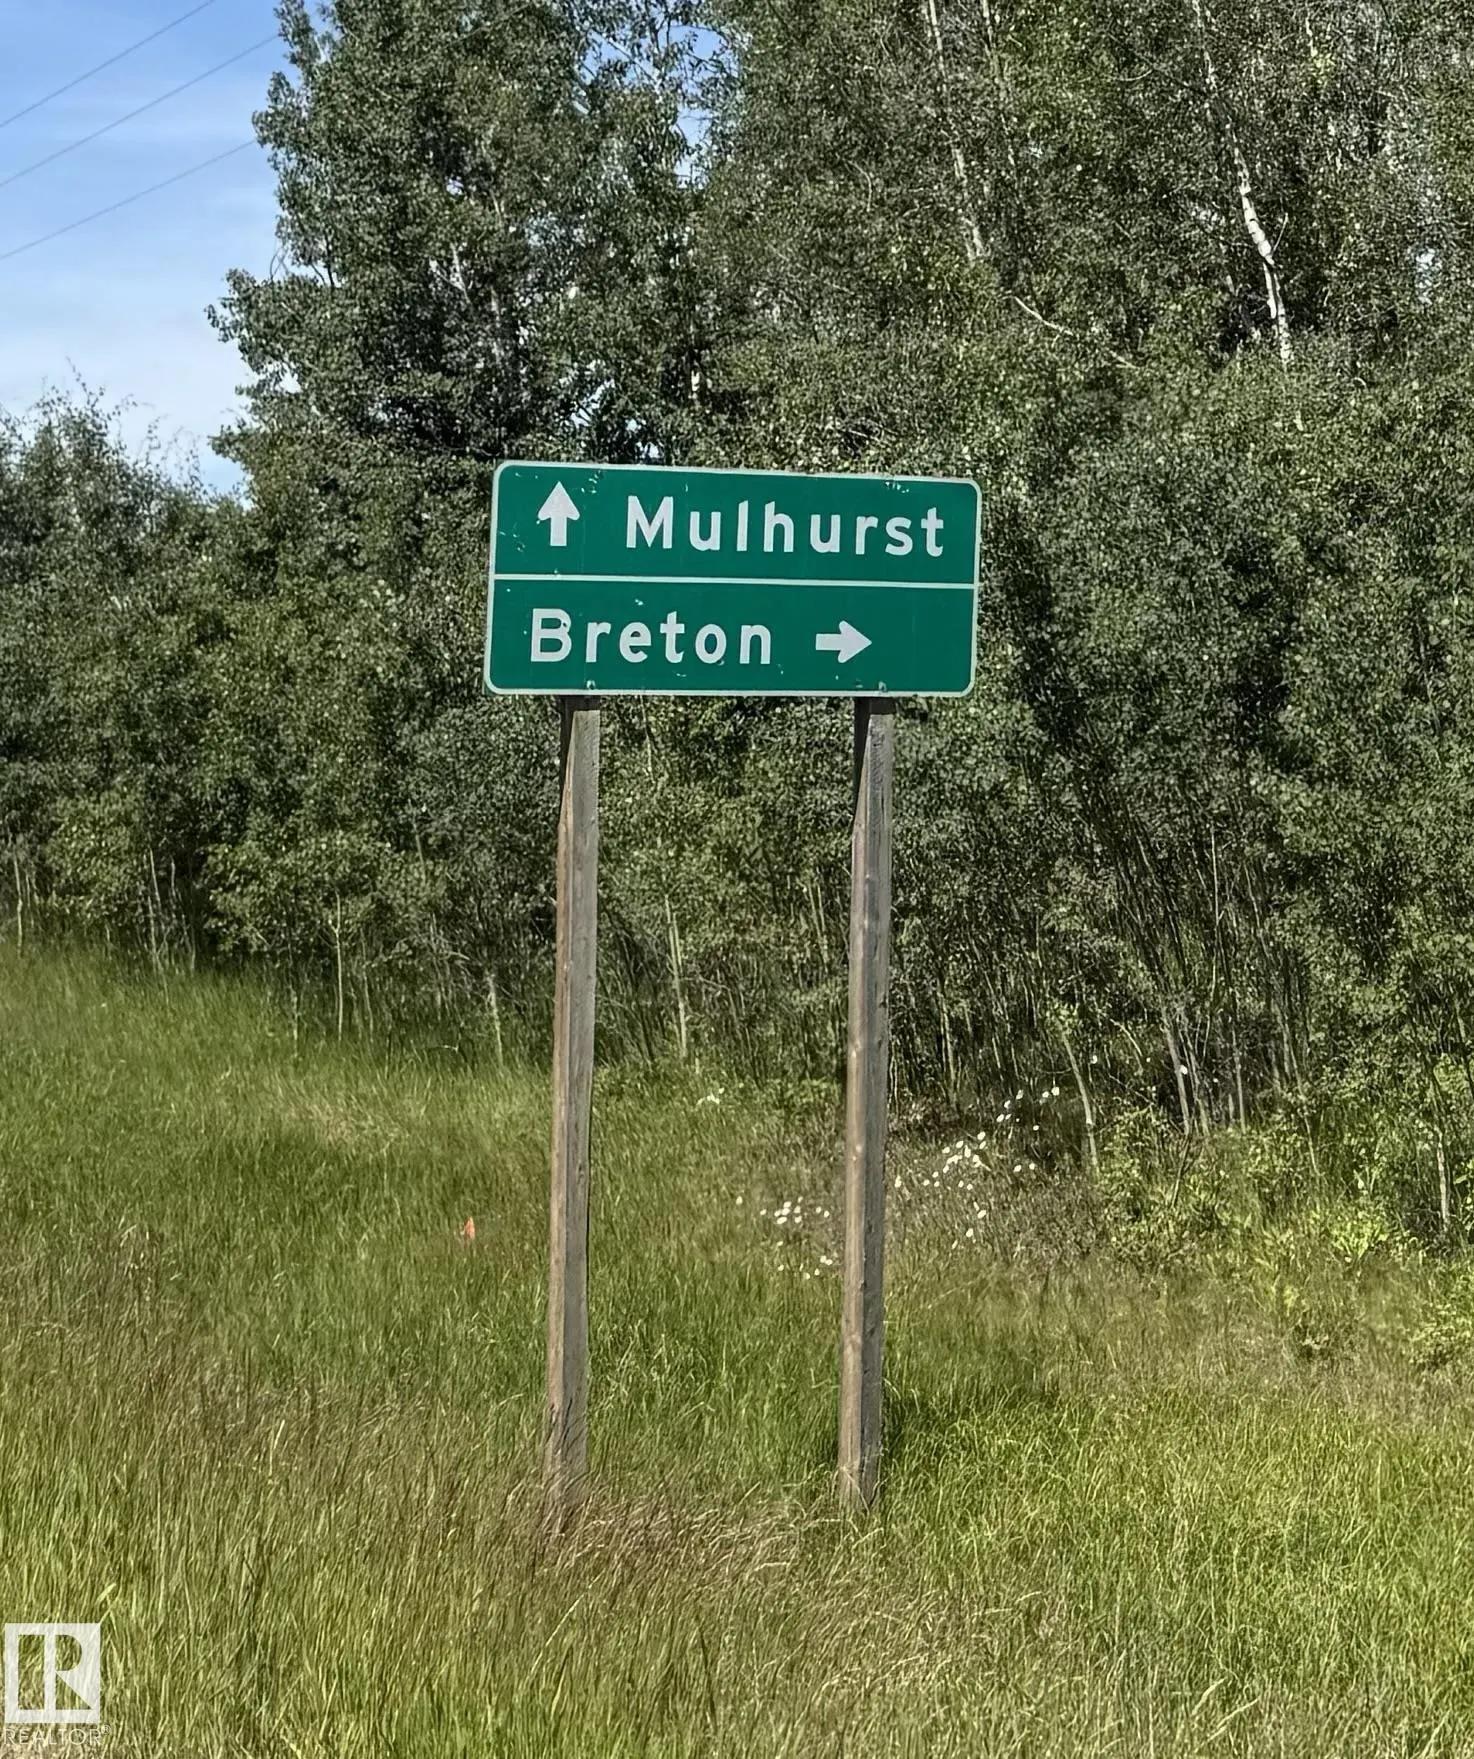 ↑ Mulhurst
Breton →
REALTOR®